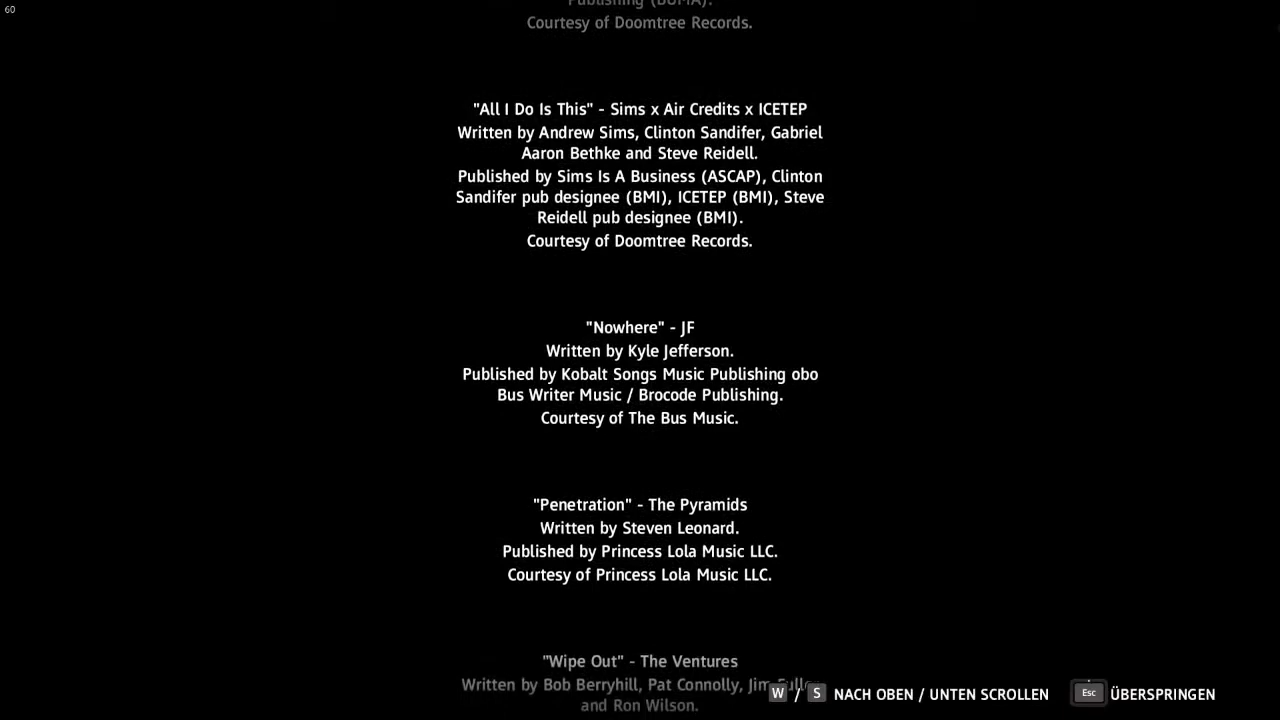 60
Publishing (BUMA).
Courtesy of Doomtree Records.
"All I Do Is This" - Sims x Air Credits x ICETEP
Written by Andrew Sims, Clinton Sandifer, Gabriel
Aaron Bethke and Steve Reidell.
Published by Sims Is A Business (ASCAP), Clinton
Sandifer pub designee (BMI), ICETEP (BMI), Steve
Reidell pub designee (BMI).
Courtesy of Doomtree Records.
"Nowhere" - JF
Written by Kyle Jefferson.
Published by Kobalt Songs Music Publishing obo
Bus Writer Music / Brocode Publishing.
Courtesy of The Bus Music.
"Penetration" - The Pyramids
Written by Steven Leonard.
Published by Princess Lola Music LLC.
Courtesy of Princess Lola Music LLC.
"Wipe Out" - The Ventures
Written by Bob Berryhill, Pat Connolly, Jim Fuller
and Ron Wilson.
W / S NACH OBEN / UNTEN SCROLLEN Esc ÜBERSPRINGEN